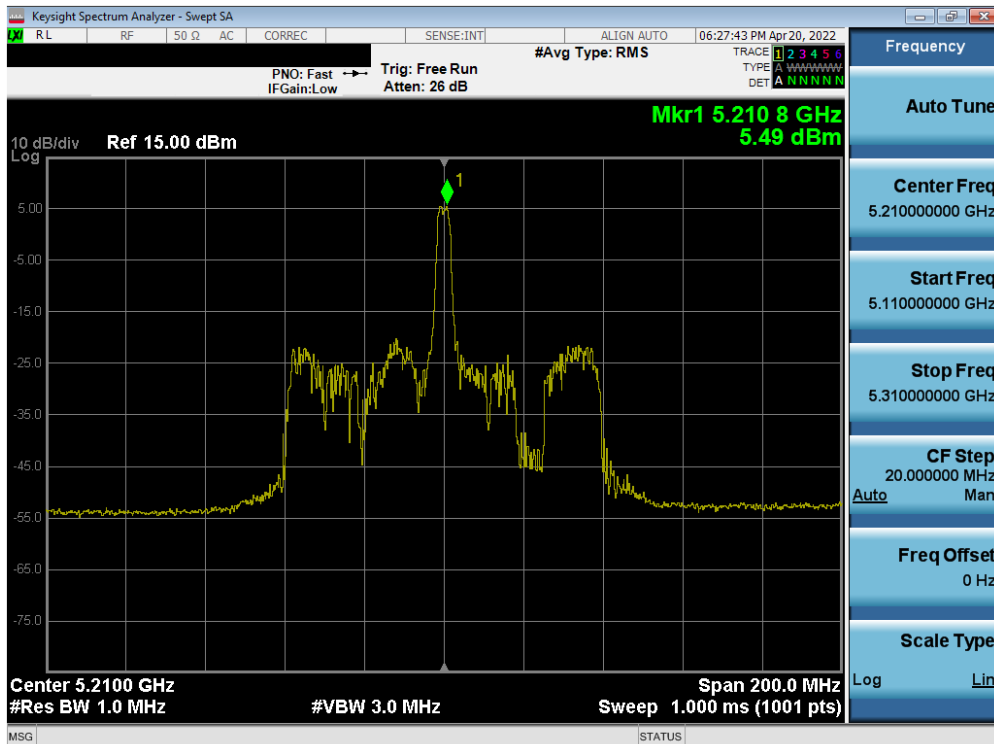 Keysight Spectrum Analyzer - Swept SA
LXI RL RF 50 Ω AC CORREC SENSE:INT ALIGN AUTO 06:27:43 PM Apr 20, 2022
Frequency
PNO: Fast
IFGain:Low
Trig: Free Run
Atten: 26 dB
#Avg Type: RMS
TRACE 1 2 3 4 5 6
TYPE A WWWWW
DET A N N N N N
Auto Tune
Mkr1 5.210 8 GHz
5.49 dBm
10 dB/div Ref 15.00 dBm
Log
1
5.00
-5.00
-15.0
-25.0
-35.0
-45.0
-55.0
-65.0
-75.0
Center Freq
5.210000000 GHz
Start Freq
5.110000000 GHz
Stop Freq
5.310000000 GHz
CF Step
20.000000 MHz
Auto Man
Freq Offset
0 Hz
Scale Type
Log Lin
Center 5.2100 GHz Span 200.0 MHz
#Res BW 1.0 MHz #VBW 3.0 MHz Sweep 1.000 ms (1001 pts)
MSG STATUS